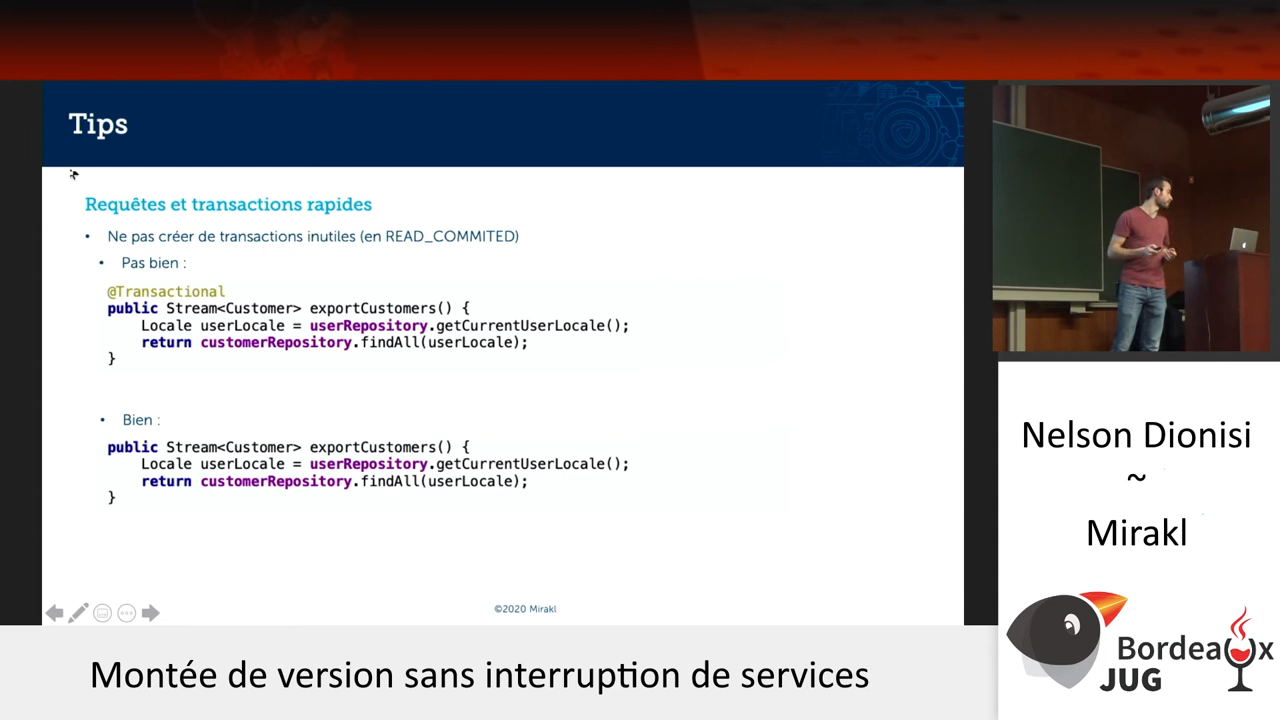 Tips
Requêtes et transactions rapides
• Ne pas créer de transactions inutiles (en READ_COMMITED)
• Pas bien :
@Transactional
public Stream<Customer> exportCustomers() {
Locale userLocale = userRepository.getCurrentUserLocale();
return customerRepository.findAll(userLocale);
}
• Bien :
public Stream<Customer> exportCustomers() {
Locale userLocale = userRepository.getCurrentUserLocale();
return customerRepository.findAll(userLocale);
}
©2020 Mirakl
Nelson Dionisi
~
Mirakl
Bordeaux
JUG
Montée de version sans interruption de services